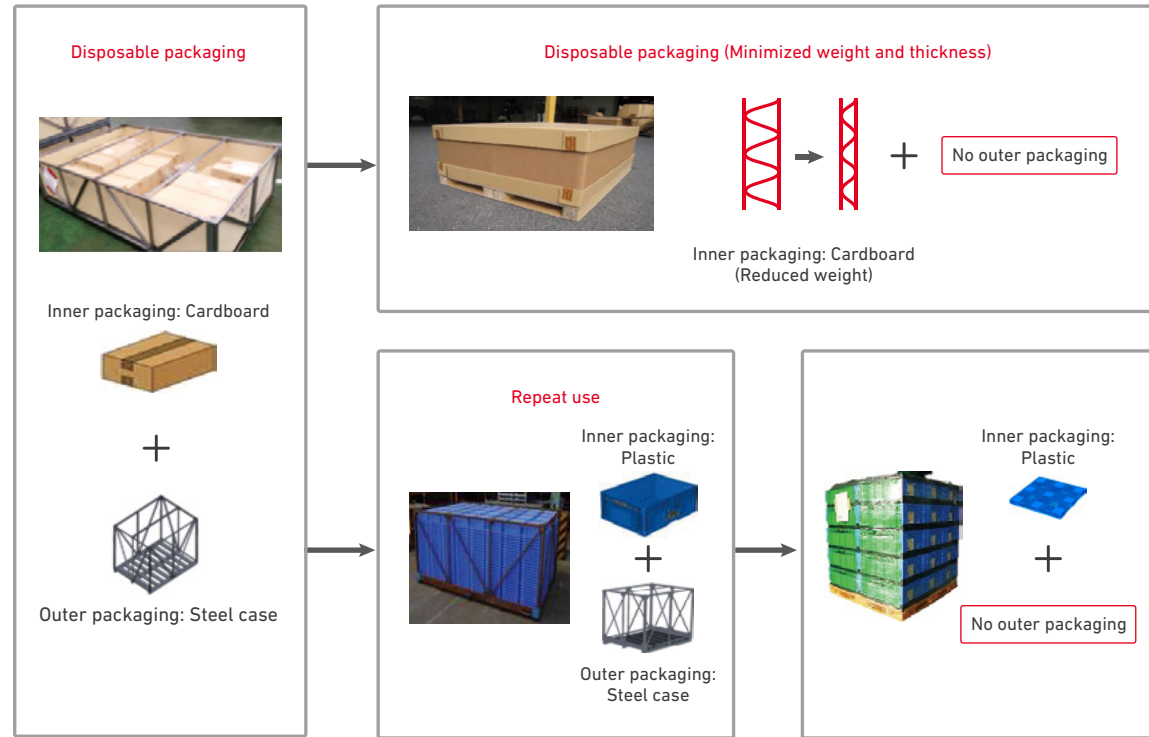 Disposable packaging
Inner packaging: Cardboard
Outer packaging: Steel case
Disposable packaging (Minimized weight and thickness)
No outer packaging
Inner packaging: Cardboard
(Reduced weight)
Repeat use
Inner packaging:
Plastic
Outer packaging:
Steel case
Inner packaging:
Plastic
No outer packaging